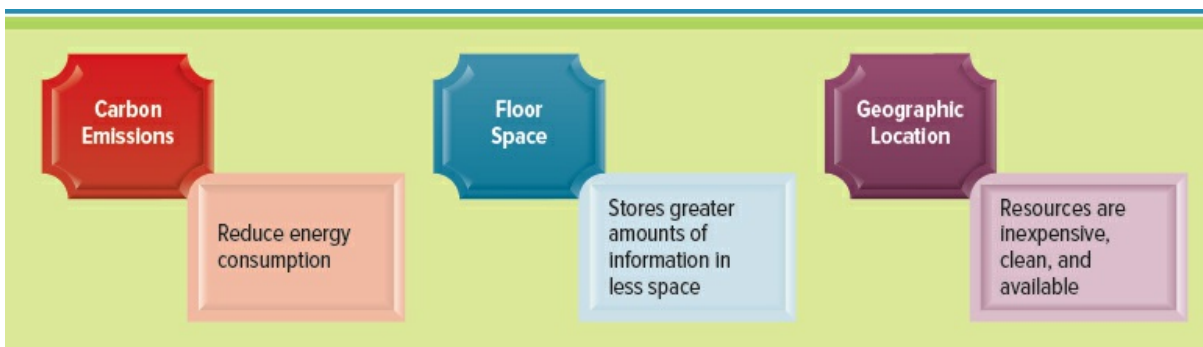 Carbon
Emissions
Reduce energy
consumption
Floor
Space
Stores greater
amounts of
information in
less space
Geographic
Location
Resources are
inexpensive,
clean, and
available